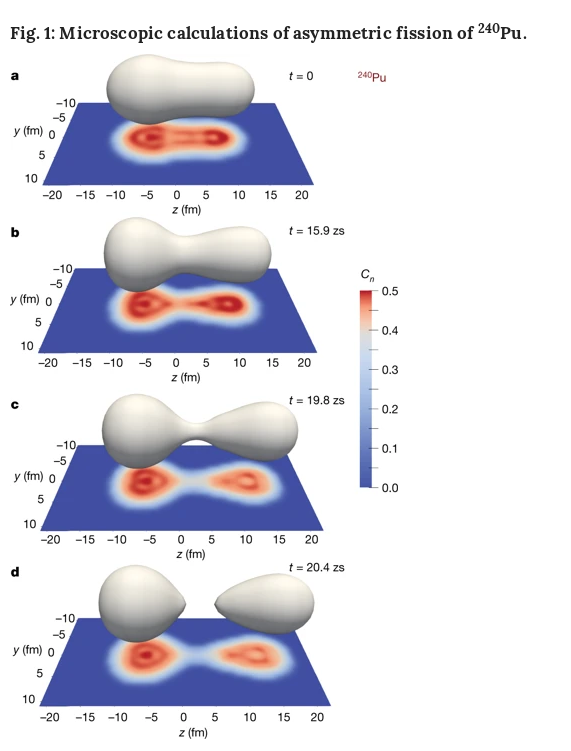 Fig. 1: Microscopic calculations of asymmetric fission of ²⁴⁰Pu.
a
t = 0
²⁴⁰Pu
−10
−5
y (fm) 0
5
10
−20 −15 −10 −5 0 5 10 15 20
z (fm)
b
t = 15.9 zs
−10
−5
y (fm) 0
5
10
−20 −15 −10 −5 0 5 10 15 20
z (fm)
Cₙ
0.5
0.4
0.3
0.2
0.1
0.0
c
t = 19.8 zs
−10
−5
y (fm) 0
5
10
−20 −15 −10 −5 0 5 10 15 20
z (fm)
d
t = 20.4 zs
−10
−5
y (fm) 0
5
10
−20 −15 −10 −5 0 5 10 15 20
z (fm)